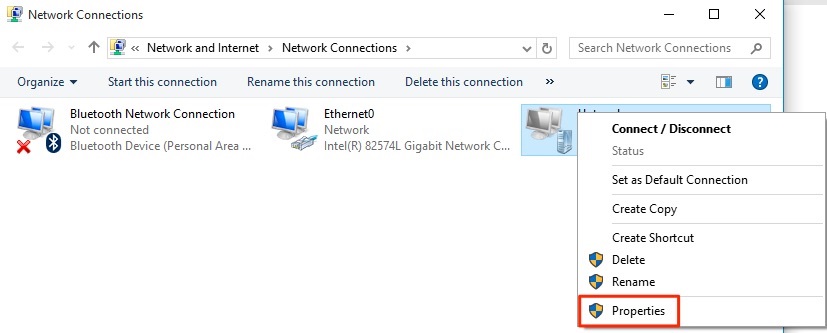 Network Connections
« Network and Internet > Network Connections >
Search Network Connections
Organize
Start this connection
Rename this connection
Delete this connection
»
Bluetooth Network Connection
Not connected
Bluetooth Device (Personal Area ...
Ethernet0
Network
Intel(R) 82574L Gigabit Network C...
Connect / Disconnect
Status
Set as Default Connection
Create Copy
Create Shortcut
Delete
Rename
Properties